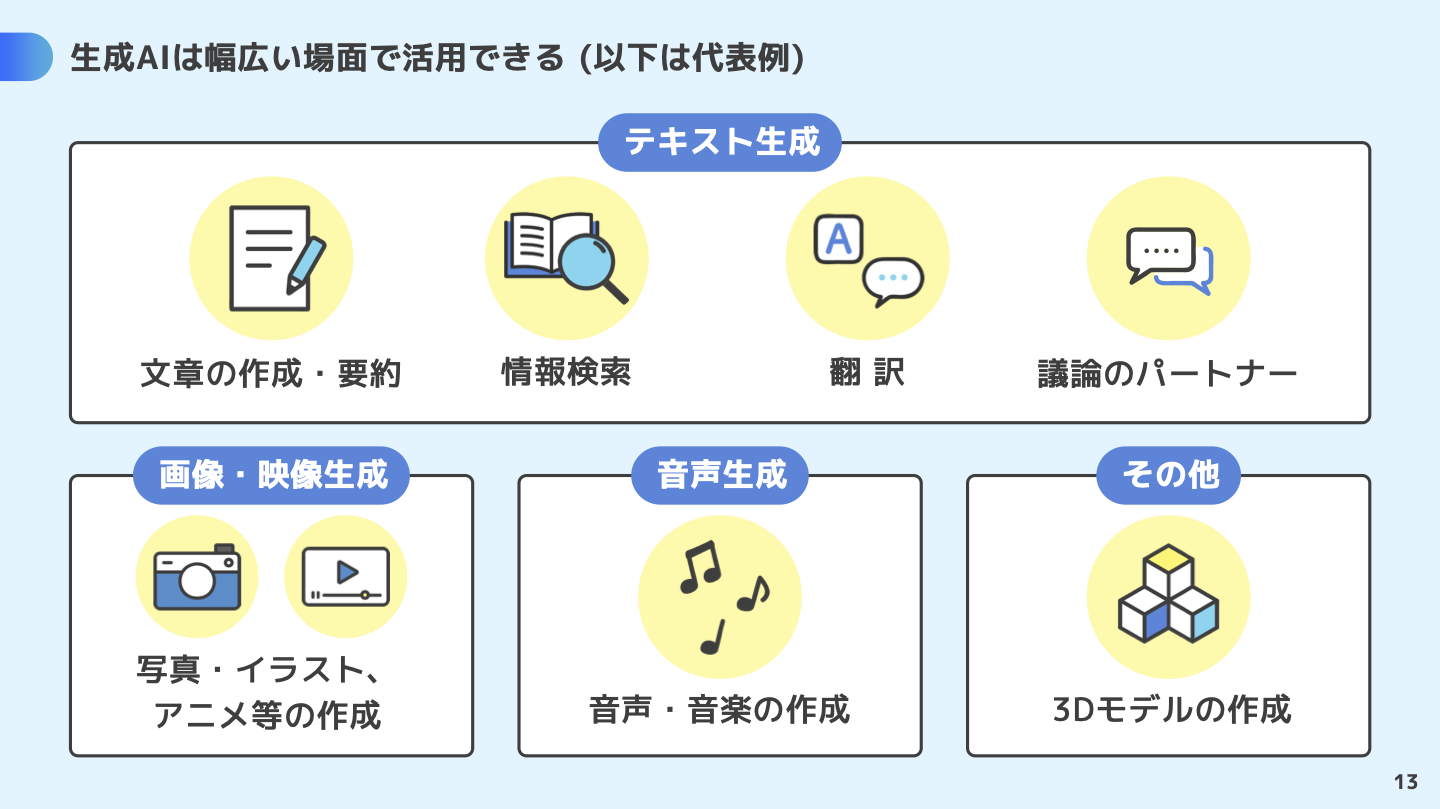 生成AIは幅広い場面で活用できる (以下は代表例)
テキスト生成
A
文章の作成・要約
情報検索
翻 訳
議論のパートナー
画像・映像生成
写真・イラスト、
アニメ等の作成
音声生成
音声・音楽の作成
その他
3Dモデルの作成
13